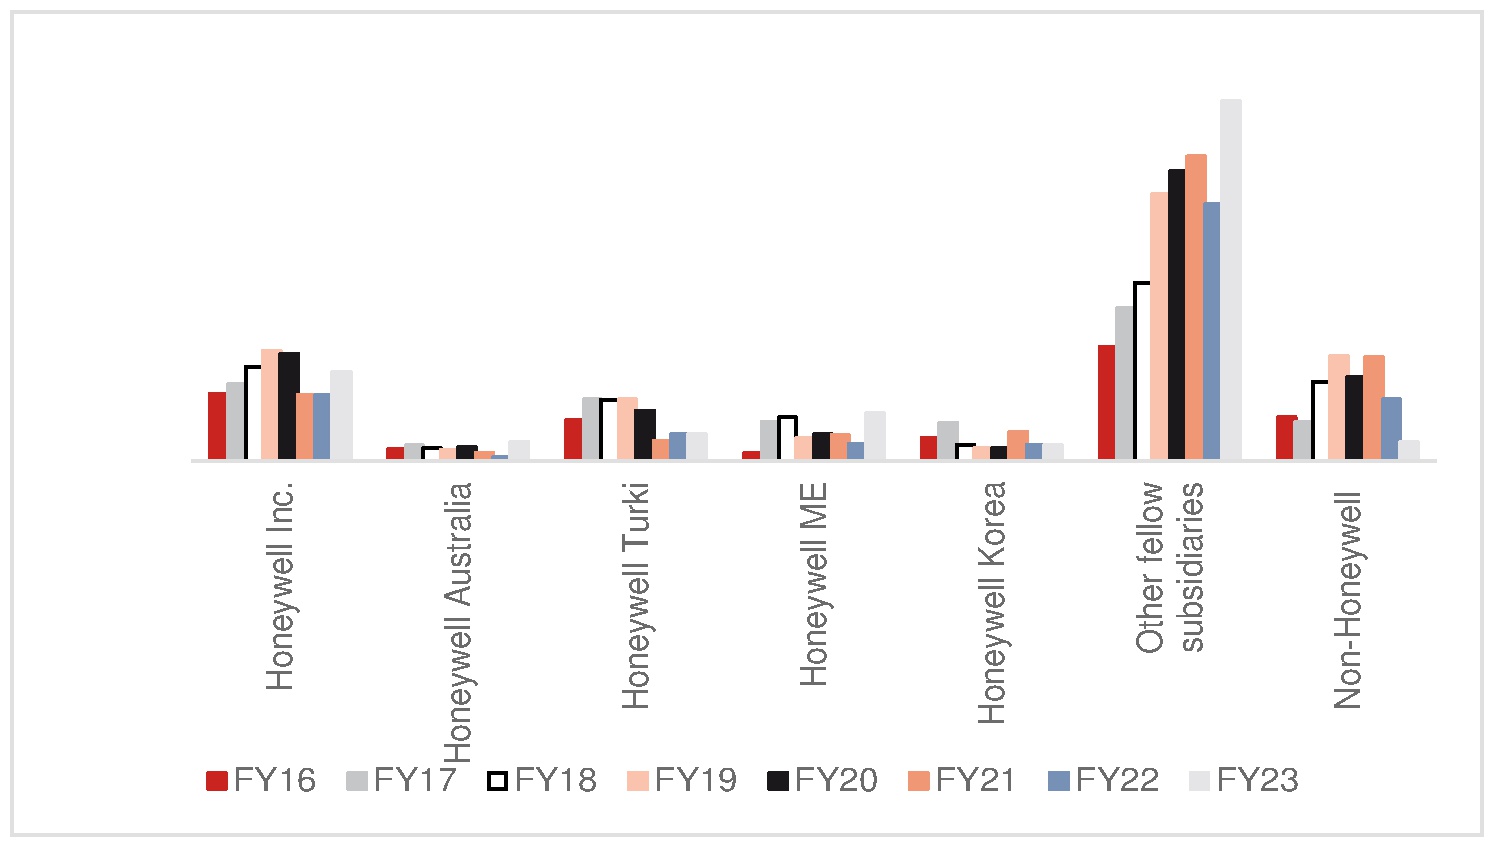 Honeywell Inc.
Honeywell Australia
Honeywell Turki
Honeywell ME
Honeywell Korea
Other fellow
subsidiaries
Non-Honeywell
FY16 FY17 FY18 FY19 FY20 FY21 FY22 FY23